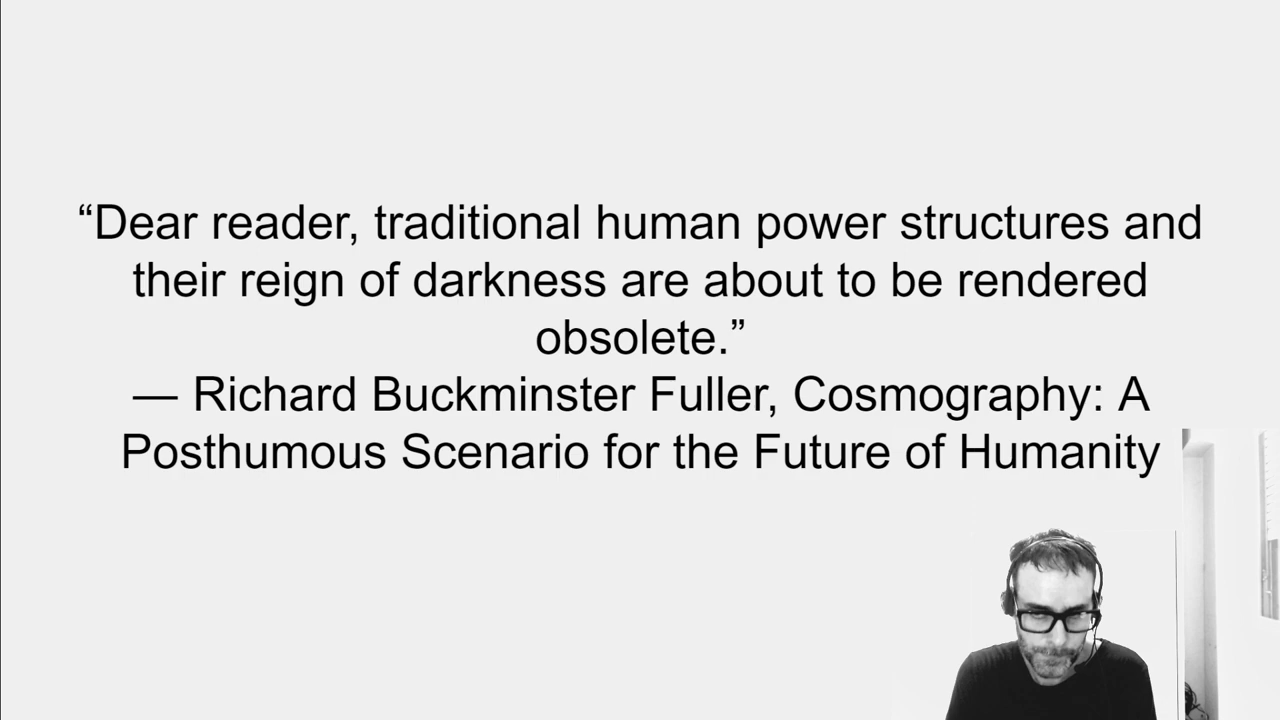 “Dear reader, traditional human power structures and
their reign of darkness are about to be rendered
obsolete.”
— Richard Buckminster Fuller, Cosmography: A
Posthumous Scenario for the Future of Humanity